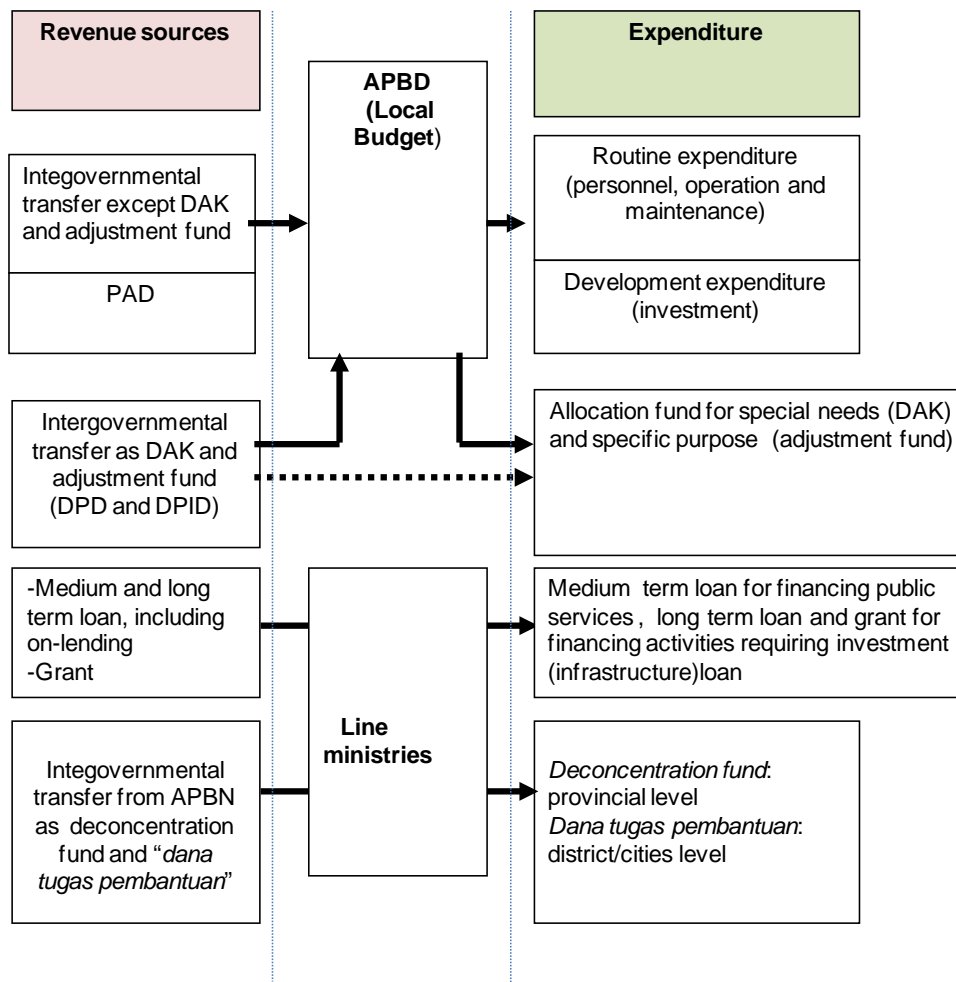 Revenue sources
APBD
(Local
Budget)
Expenditure
Integovernmental
transfer except DAK
and adjustment fund
PAD
Routine expenditure
(personnel, operation and
maintenance)
Development expenditure
(investment)
Intergovernmental
transfer as DAK and
adjustment fund
(DPD and DPID)
Allocation fund for special needs (DAK)
and specific purpose (adjustment fund)
-Medium and long
term loan, including
on-lending
-Grant
Line
ministries
Medium term loan for financing public
services , long term loan and grant for
financing activities requiring investment
(infrastructure)loan
Integovernmental
transfer from APBN
as deconcentration
fund and “dana
tugas pembantuan”
Deconcentration fund:
provincial level
Dana tugas pembantuan:
district/cities level